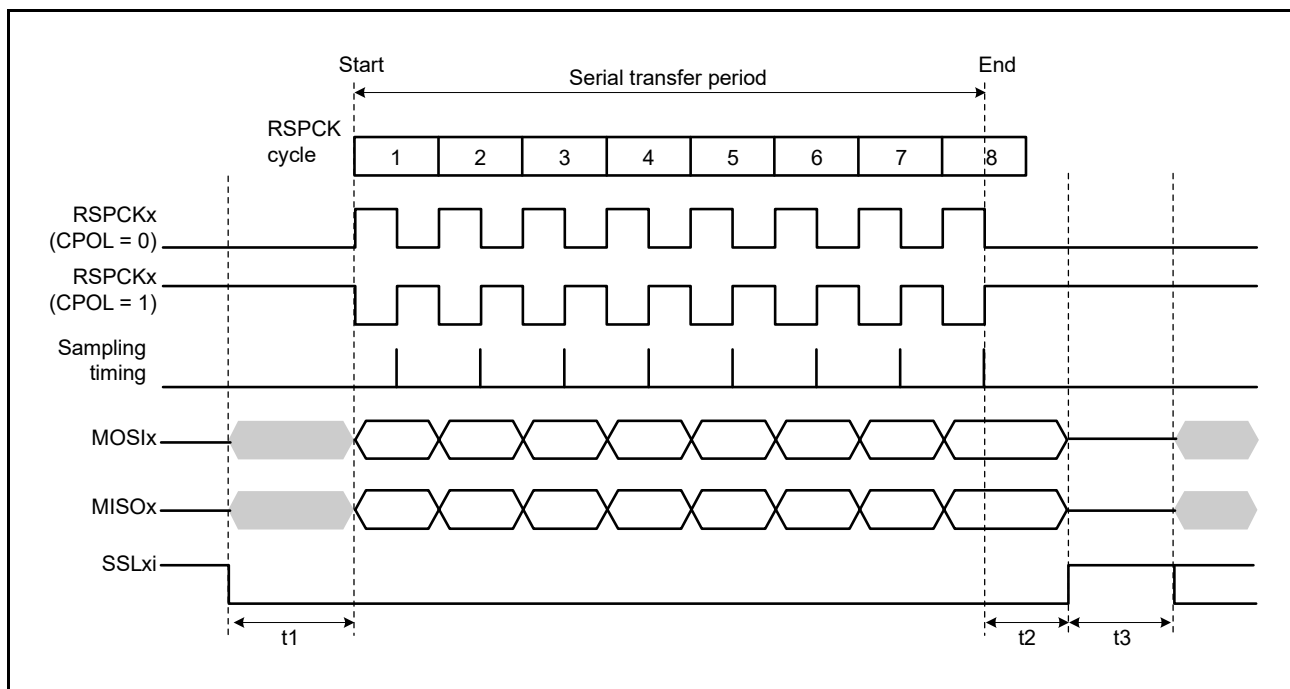 Start
Serial transfer period
End
RSPCK
cycle
1 2 3 4 5 6 7 8
RSPCKx
(CPOL = 0)
RSPCKx
(CPOL = 1)
Sampling
timing
MOSIx
MISOx
SSLxi
t1
t2
t3